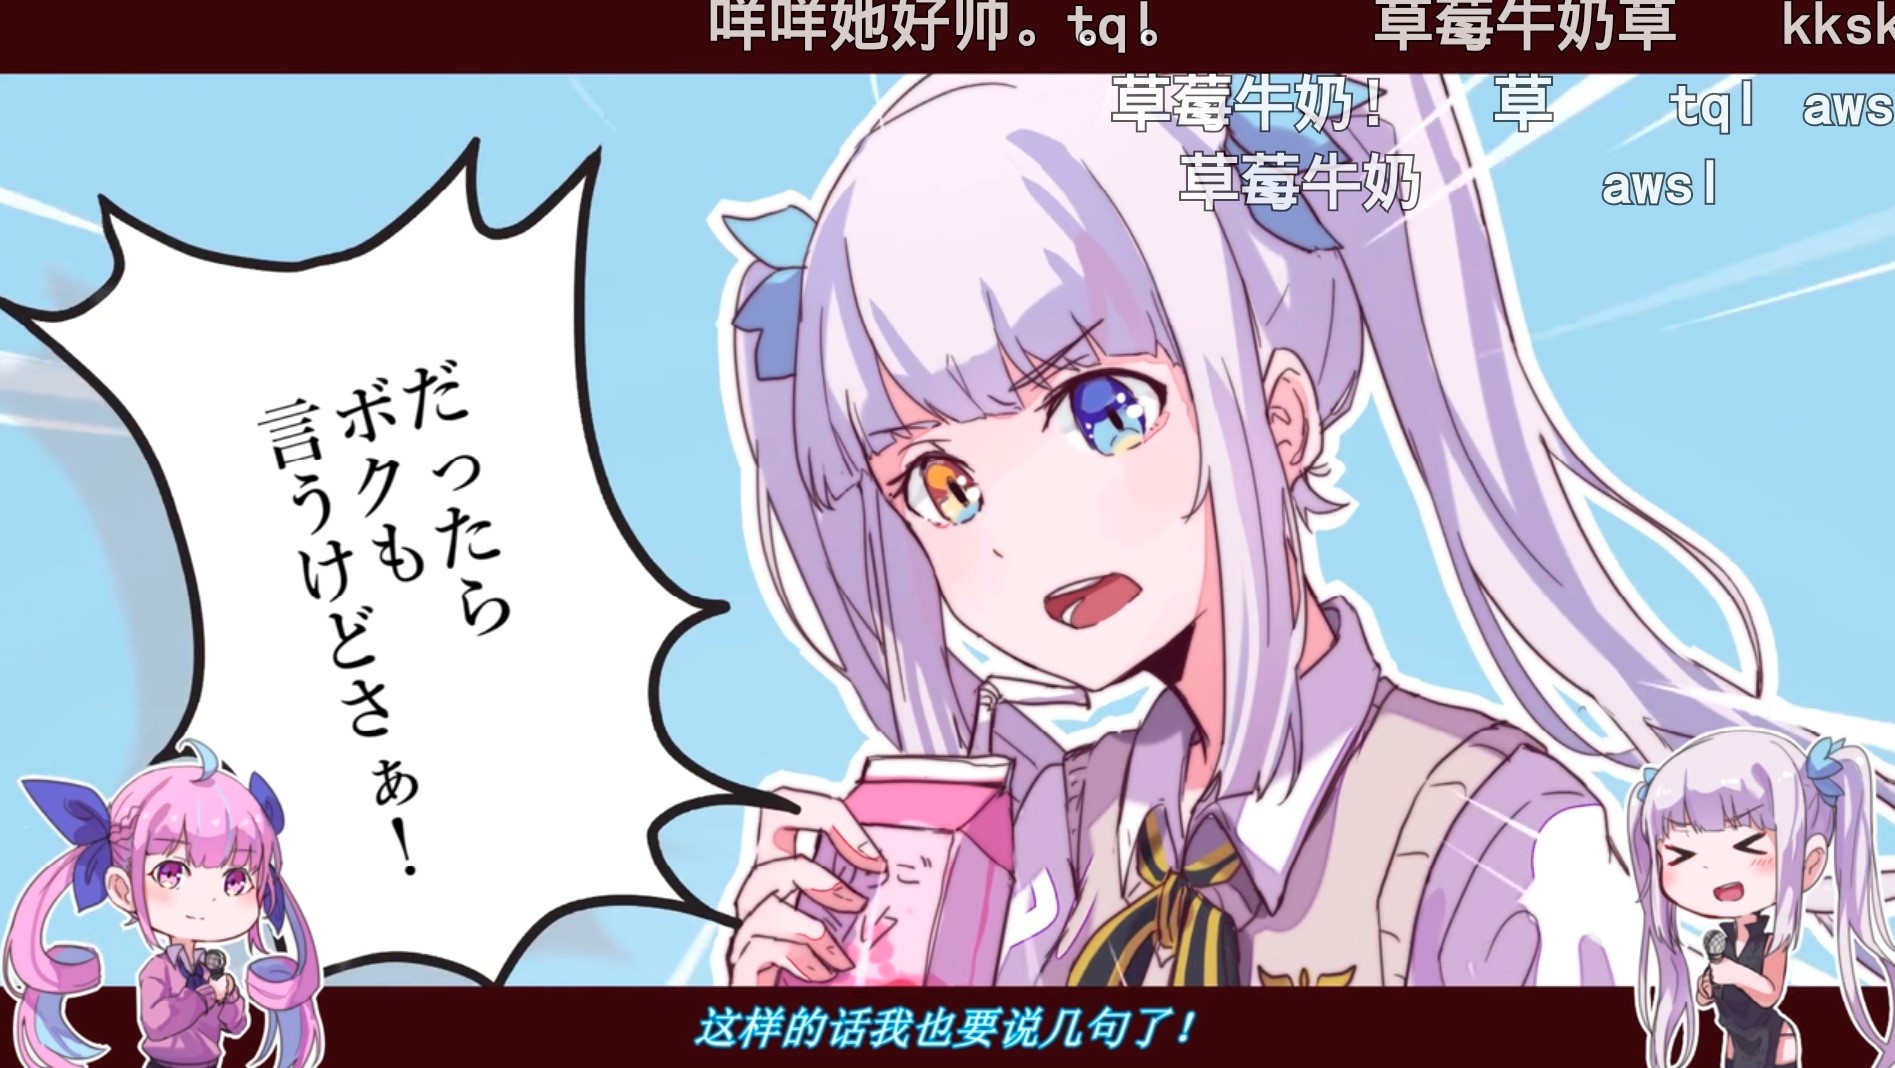 咩咩她好帅。tql。
草莓牛奶草
kksk
草莓牛奶！
草
tql
aws
草莓牛奶
awsl
だったら
ボクも
言うけどさぁ！
这样的话我也要说几句了！